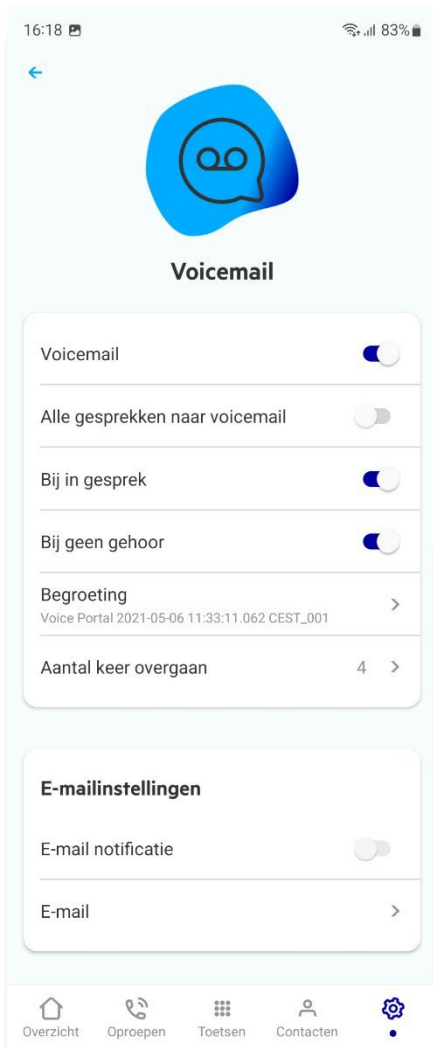 16:18
83%
Voicemail
Voicemail
Alle gesprekken naar voicemail
Bij in gesprek
Bij geen gehoor
Begroeting
Voice Portal 2021-05-06 11:33:11.062 CEST_001
Aantal keer overgaan 4
E-mailinstellingen
E-mail notificatie
E-mail
Overzicht Oproepen Toetsen Contacten